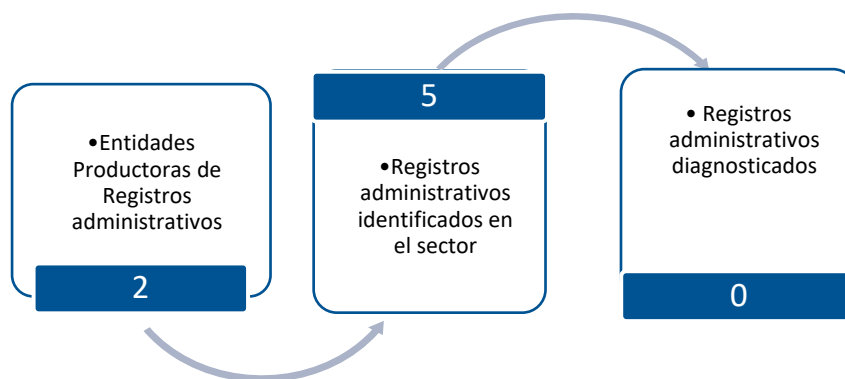 •Entidades
Productoras de
Registros
administrativos
2
5
•Registros
administrativos
identificados en
el sector
• Registros
administrativos
diagnosticados
0